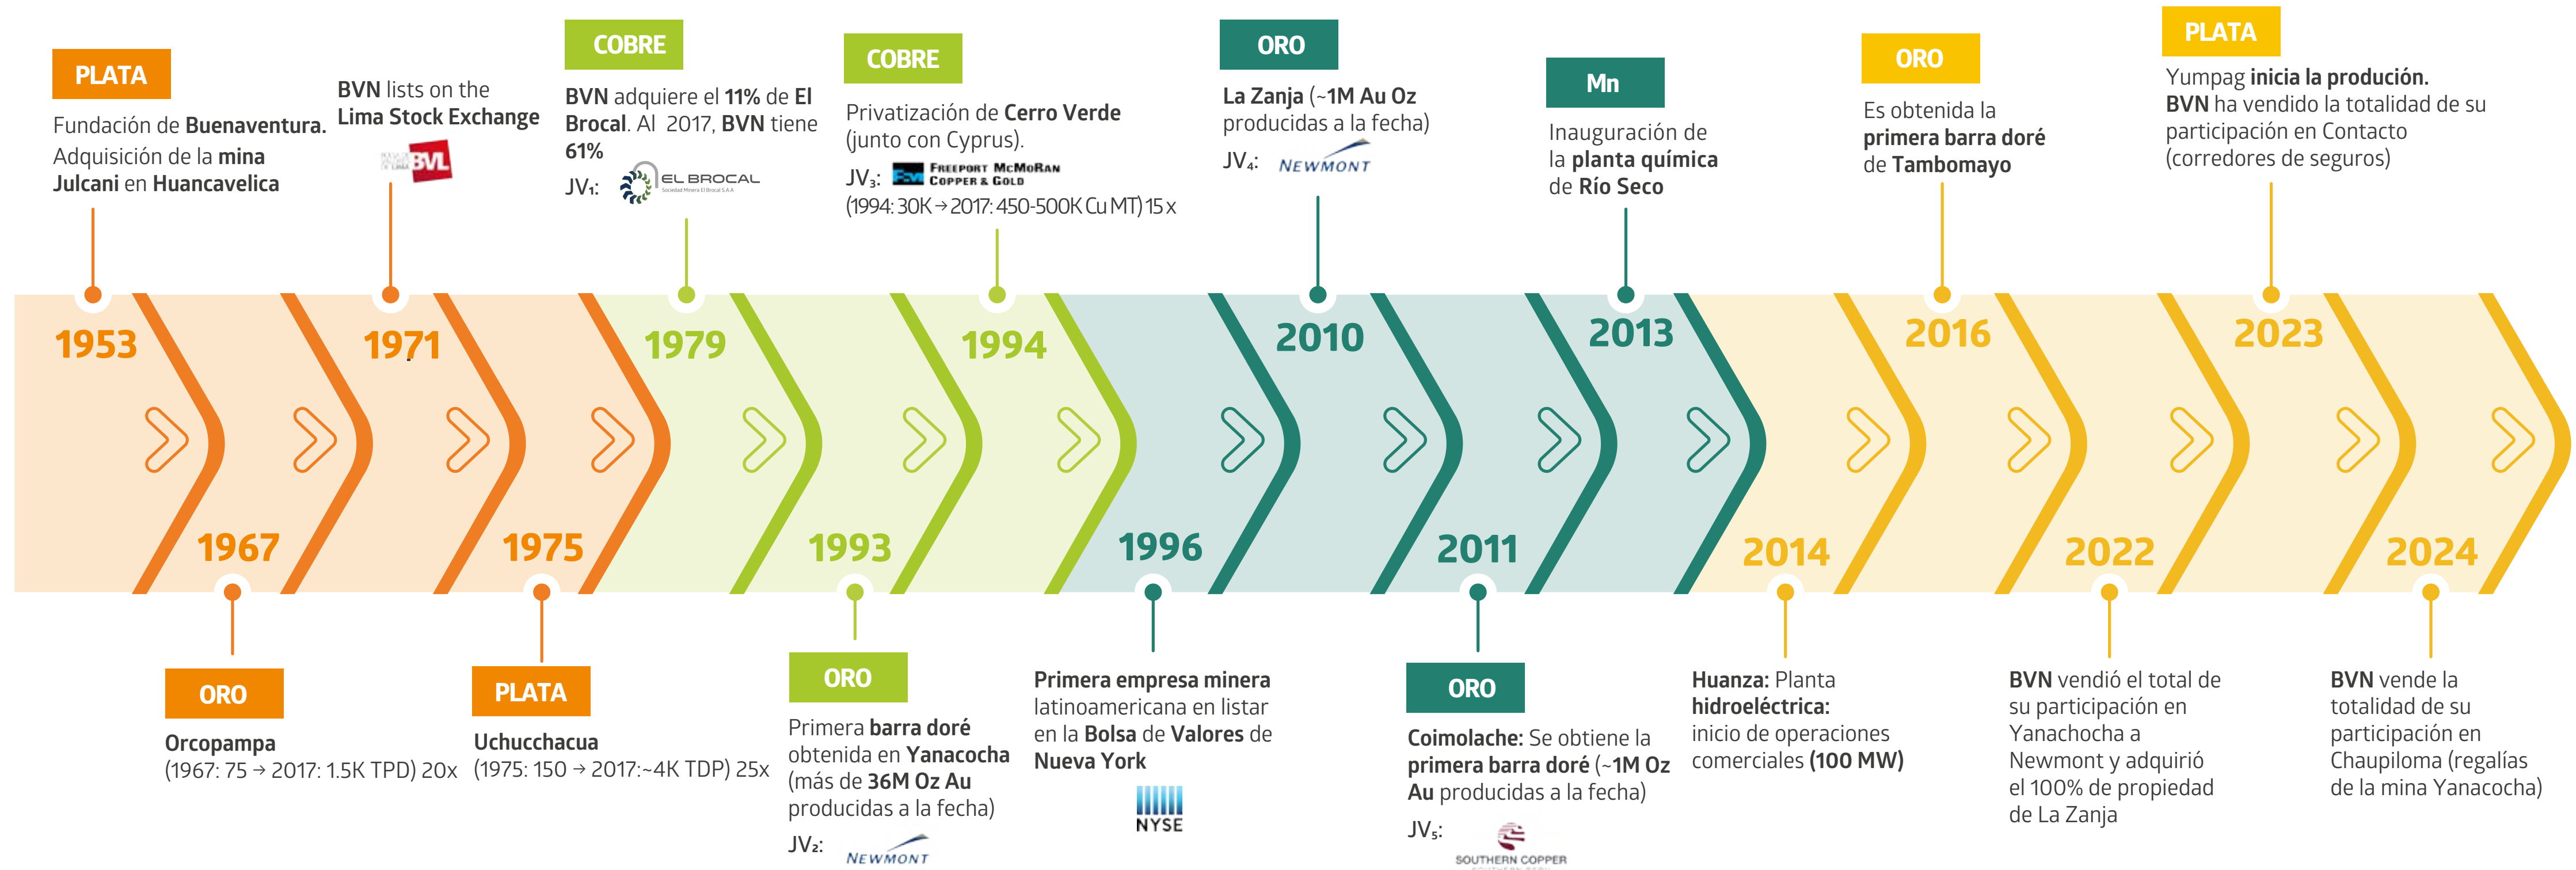 PLATA
Fundación de Buenaventura.
Adquisición de la mina
Julcani en Huancavelica
1953
ORO
Orcopampa
(1967: 75 → 2017: 1.5K TPD) 20x
1967
BVN lists on the
Lima Stock Exchange
BVL
1971
PLATA
Uchucchacua
(1975: 150 → 2017:~4K TDP) 25x
1975
COBRE
BVN adquiere el 11% de El
Brocal. Al 2017, BVN tiene
61%
JV₁:
EL BROCAL
Sociedad Minera El Brocal S.A.A
1979
ORO
Primera barra doré
obtenida en Yanacocha
(más de 36M Oz Au
producidas a la fecha)
JV₂:
NEWMONT
1993
COBRE
Privatización de Cerro Verde
(junto con Cyprus).
JV₃:
FREEPORT MCMORAN
COPPER & GOLD
(1994: 30K → 2017: 450-500K Cu MT) 15 x
1994
Primera empresa minera
latinoamericana en listar
en la Bolsa de Valores de
Nueva York
NYSE
1996
ORO
La Zanja (~1M Au Oz
producidas a la fecha)
JV₄:
NEWMONT
2010
ORO
Coimolache: Se obtiene la
primera barra doré (~1M Oz
Au producidas a la fecha)
JV₅:
SOUTHERN COPPER
2011
Mn
Inauguración de
la planta química
de Río Seco
2013
Huanza: Planta
hidroeléctrica:
inicio de operaciones
comerciales (100 MW)
2014
ORO
Es obtenida la
primera barra doré
de Tambomayo
2016
BVN vendió el total de
su participación en
Yanachocha a
Newmont y adquirió
el 100% de propiedad
de La Zanja
2022
PLATA
Yumpag inicia la produción.
BVN ha vendido la totalidad de su
participación en Contacto
(corredores de seguros)
2023
BVN vende la
totalidad de su
participación en
Chaupiloma (regalías
de la mina Yanacocha)
2024